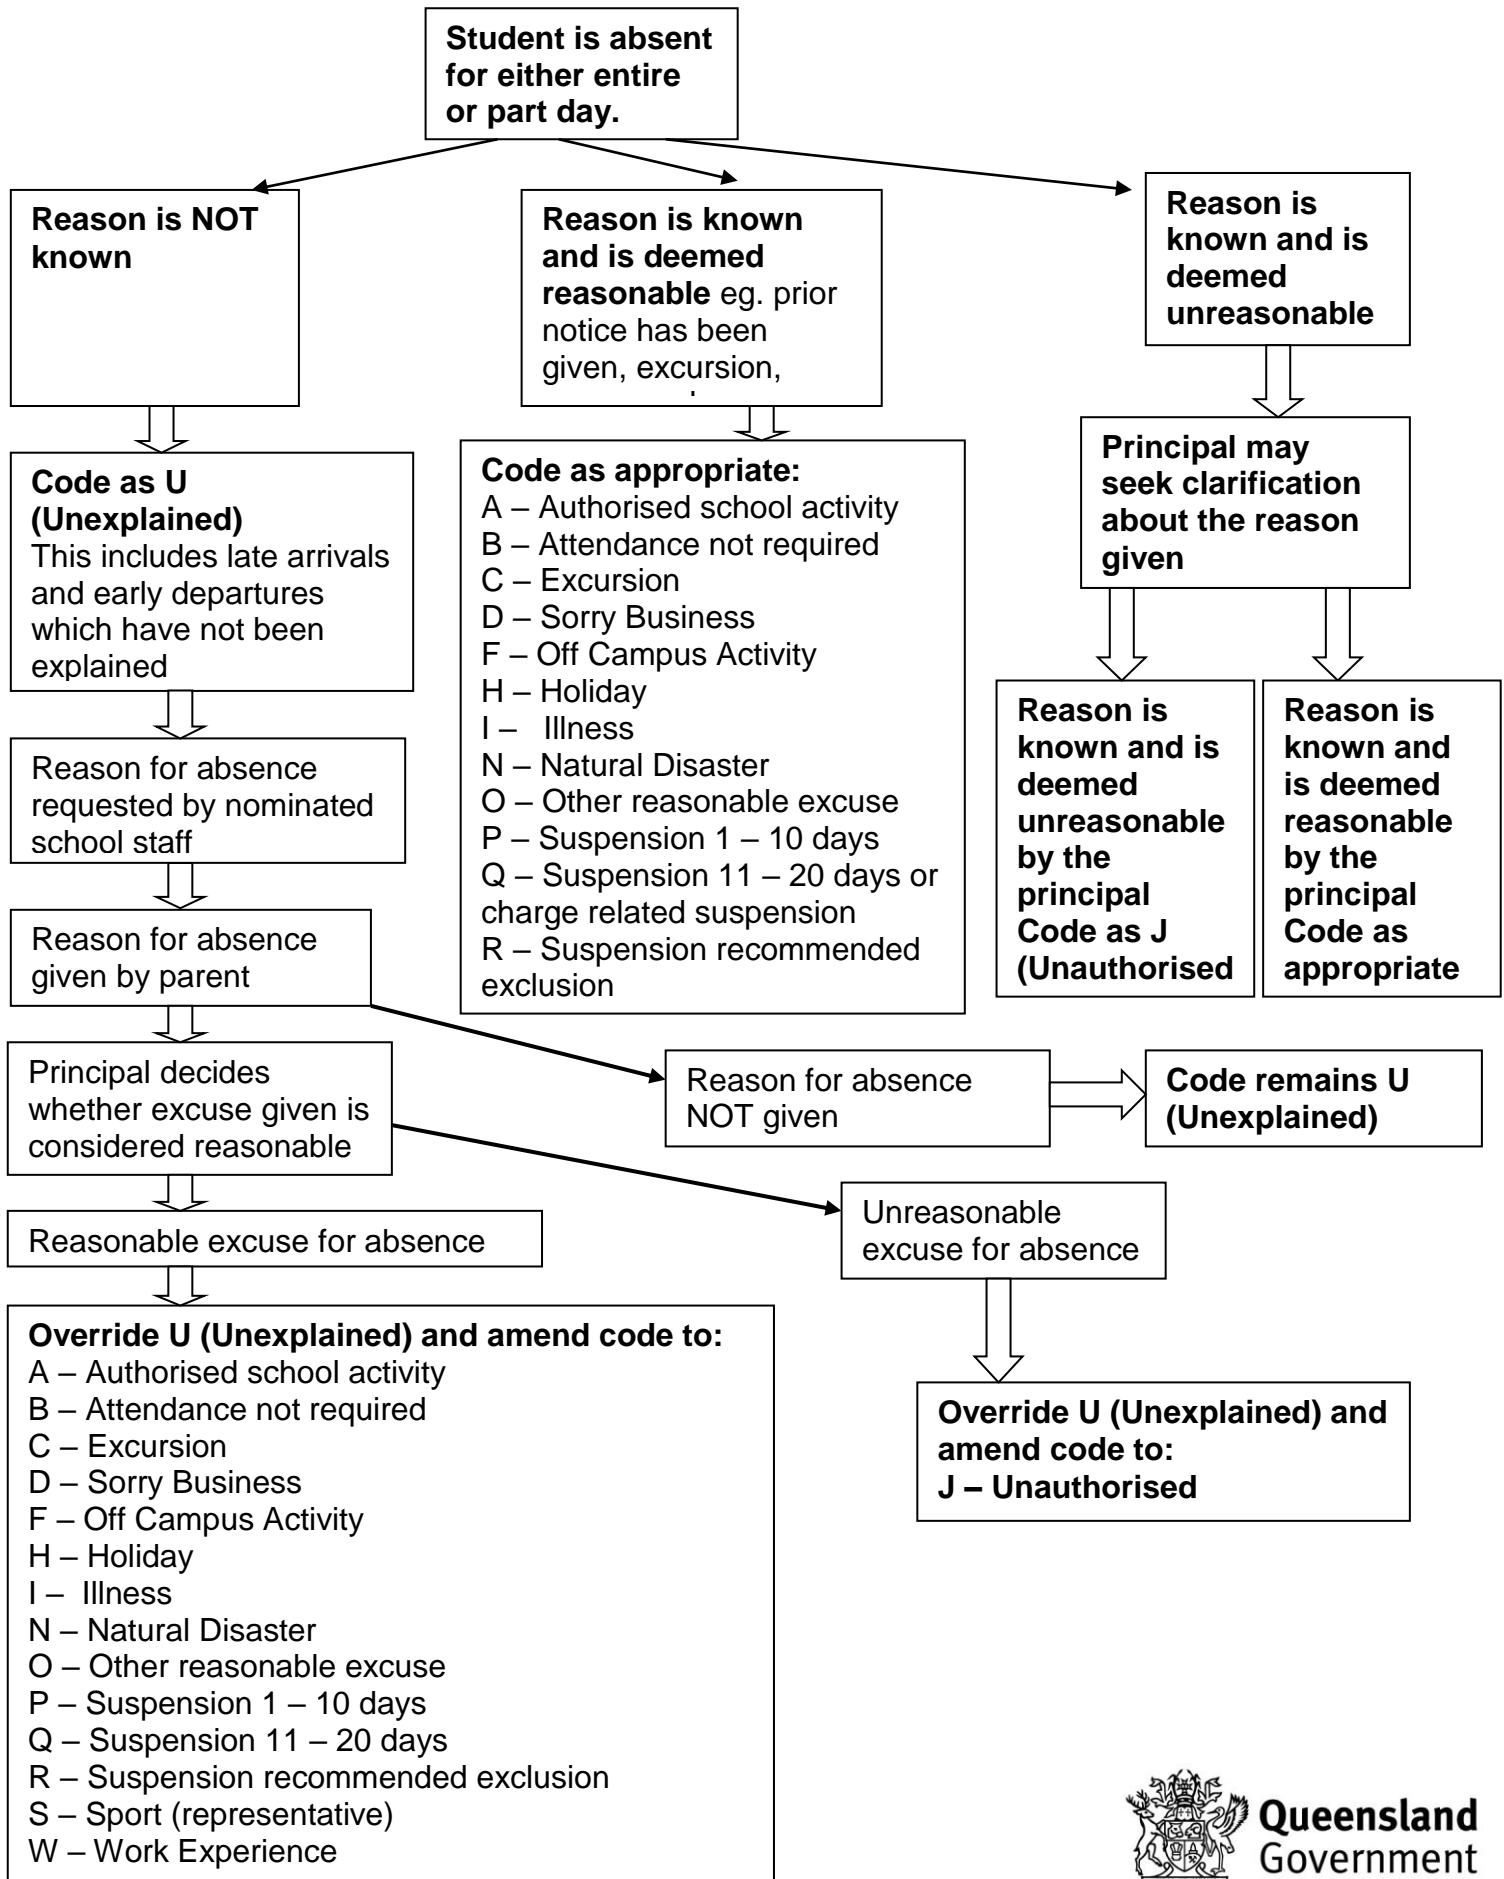 Student is absent
for either entire
or part day.
Reason is NOT
known
Reason is known
and is deemed
reasonable eg. prior
notice has been
given, excursion,
Reason is
known and is
deemed
unreasonable
Code as U
(Unexplained)
This includes late arrivals
and early departures
which have not been
explained
Code as appropriate:
A – Authorised school activity
B – Attendance not required
C – Excursion
D – Sorry Business
F – Off Campus Activity
H – Holiday
I – Illness
N – Natural Disaster
O – Other reasonable excuse
P – Suspension 1 – 10 days
Q – Suspension 11 – 20 days or
charge related suspension
R – Suspension recommended
exclusion
Principal may
seek clarification
about the reason
given
Reason is
known and is
deemed
unreasonable
by the
principal
Code as J
(Unauthorised
Reason is
known and
is deemed
reasonable
by the
principal
Code as
appropriate
Reason for absence
requested by nominated
school staff
Reason for absence
given by parent
Reason for absence
NOT given
Code remains U
(Unexplained)
Principal decides
whether excuse given is
considered reasonable
Unreasonable
excuse for absence
Reasonable excuse for absence
Override U (Unexplained) and amend code to:
A – Authorised school activity
B – Attendance not required
C – Excursion
D – Sorry Business
F – Off Campus Activity
H – Holiday
I – Illness
N – Natural Disaster
O – Other reasonable excuse
P – Suspension 1 – 10 days
Q – Suspension 11 – 20 days
R – Suspension recommended exclusion
S – Sport (representative)
W – Work Experience
Override U (Unexplained) and
amend code to:
J – Unauthorised
Queensland
Government